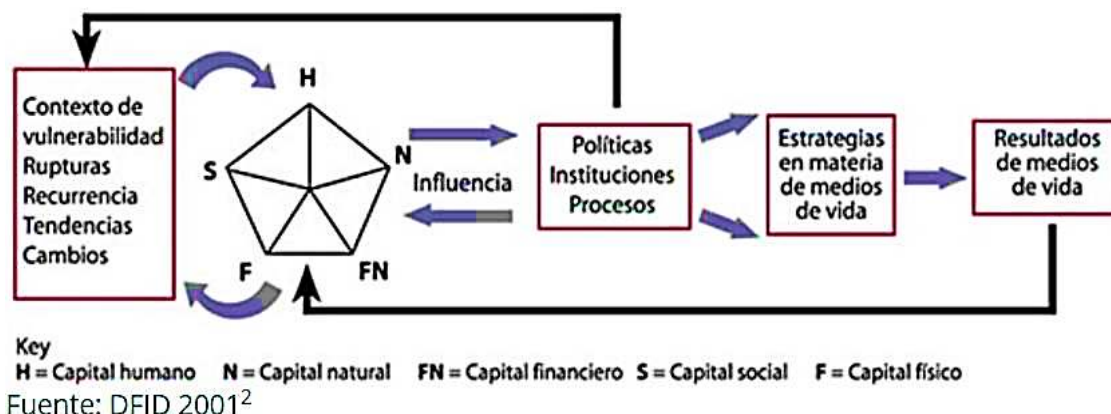 Contexto de
vulnerabilidad
Rupturas
Recurrencia
Tendencias
Cambios
H
S
N
F
FN
Influencia
Políticas
Instituciones
Procesos
Estrategias
en materia
de medios
de vida
Resultados
de medios
de vida
Key
H = Capital humano N = Capital natural FN = Capital financiero S = Capital social F = Capital físico
Fuente: DFID 2001²